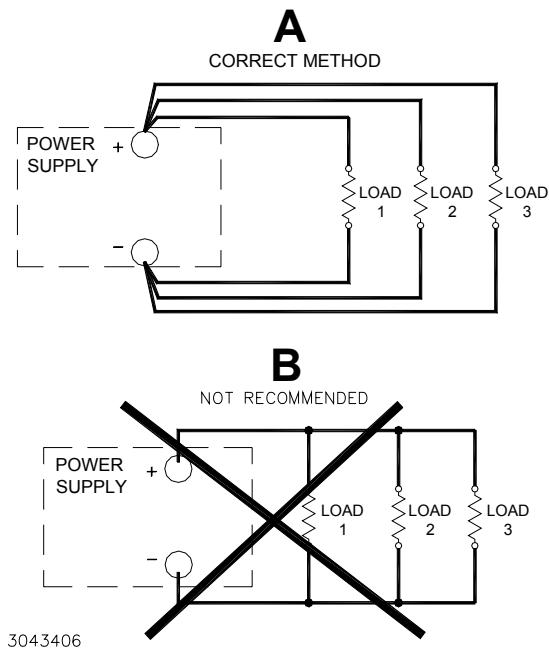 A
CORRECT METHOD
POWER
SUPPLY
+
−
LOAD
1
LOAD
2
LOAD
3
B
NOT RECOMMENDED
POWER
SUPPLY
+
−
LOAD
1
LOAD
2
LOAD
3
3043406